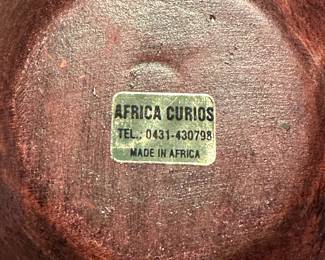 AFRICA CURIOS
TEL.: 0431-430798
MADE IN AFRICA